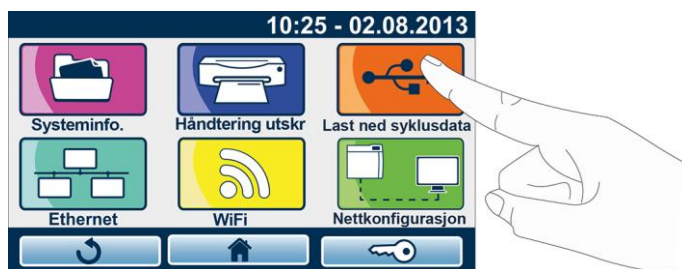 10:25 - 02.08.2013
Systeminfo.
Håndtering utskr
Last ned syklusdata
Ethernet
WiFi
Nettkonfigurasjon